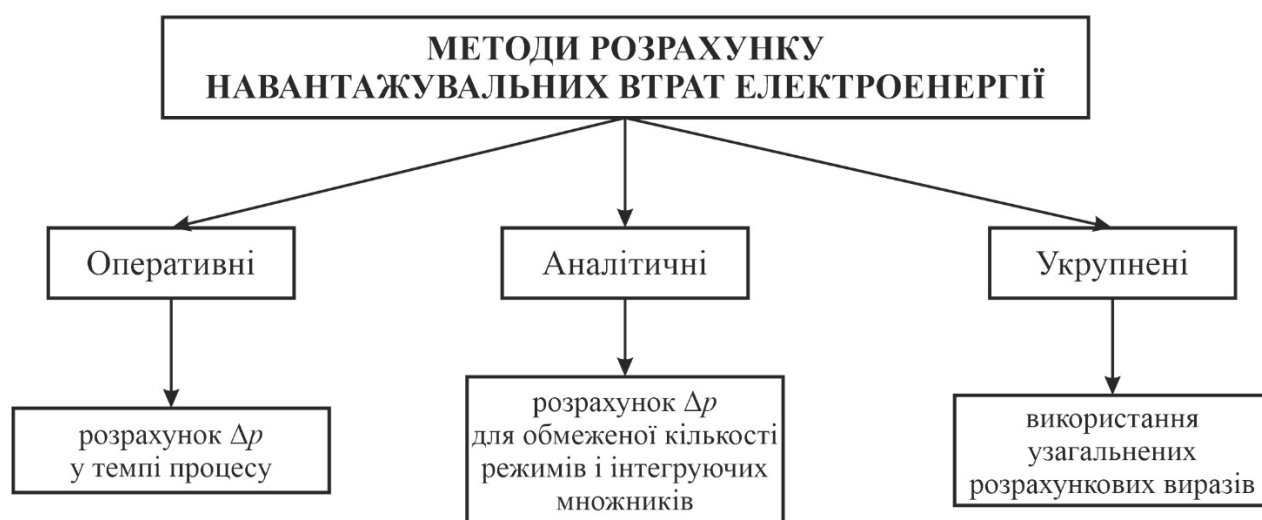 МЕТОДИ РОЗРАХУНКУ
НАВАНТАЖУВАЛЬНИХ ВТРАТ ЕЛЕКТРОЕНЕРГІЇ
Оперативні
Аналітичні
Укрупнені
розрахунок Δp
у темпі процесу
розрахунок Δp
для обмеженої кількості
режимів і інтегруючих
множників
використання
узагальнених
розрахункових виразів